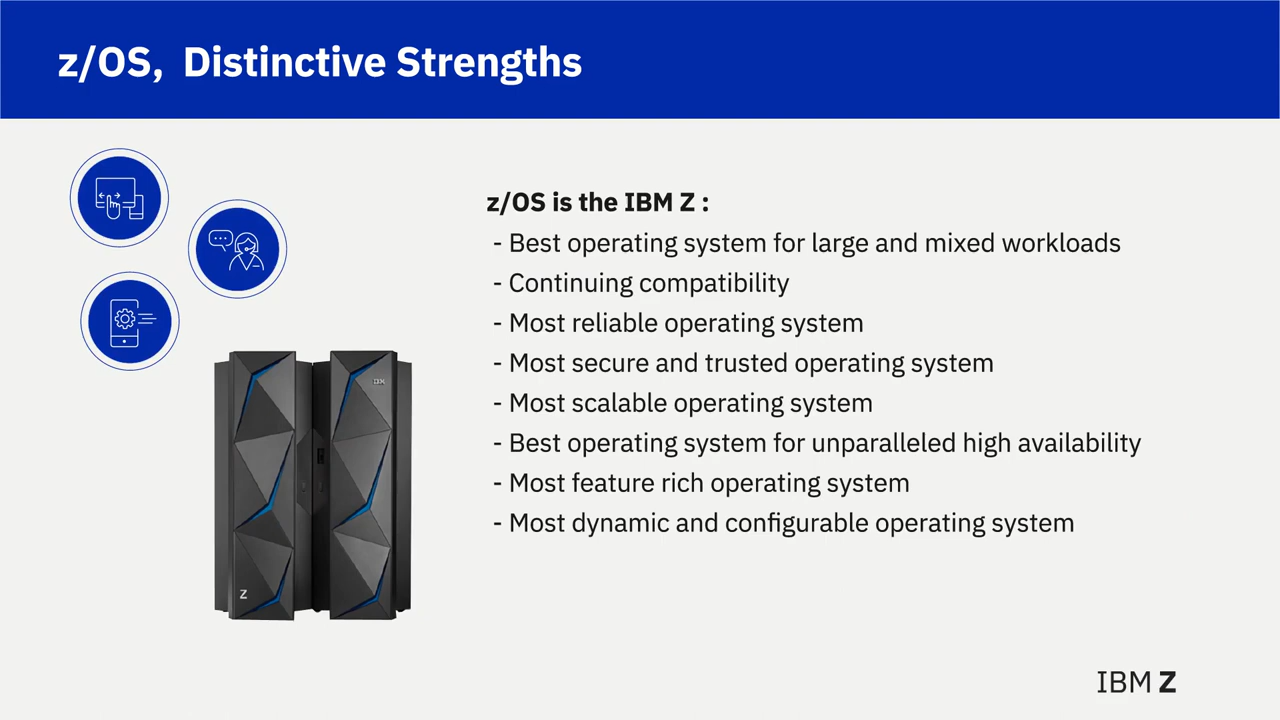 z/OS, Distinctive Strengths
z/OS is the IBM Z :
- Best operating system for large and mixed workloads
- Continuing compatibility
- Most reliable operating system
- Most secure and trusted operating system
- Most scalable operating system
- Best operating system for unparalleled high availability
- Most feature rich operating system
- Most dynamic and configurable operating system
IBM
Z
IBM Z